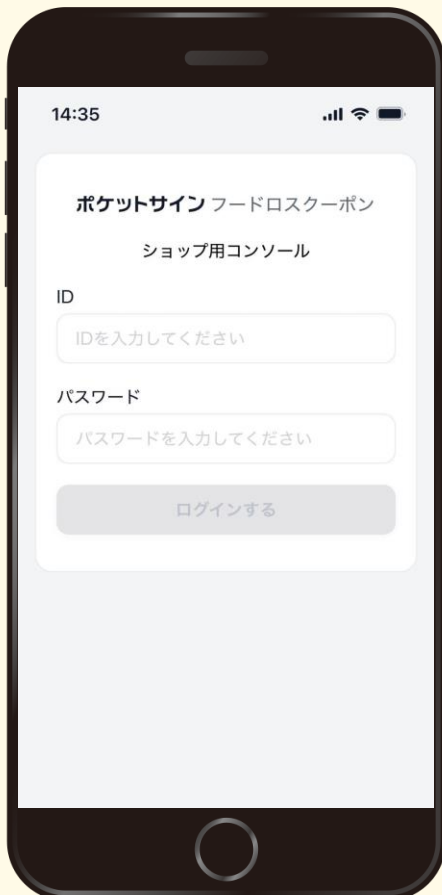 14:35
ポケットサイン フードロスクーポン
ショップ用コンソール
ID
IDを入力してください
パスワード
パスワードを入力してください
ログインする